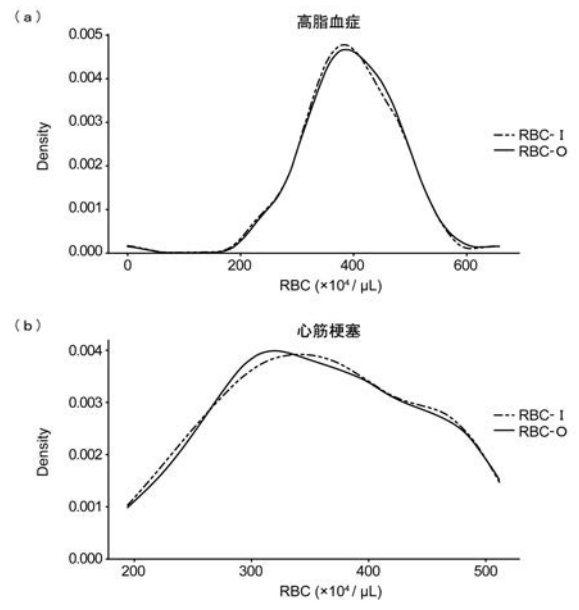 (a)
高脂血症
0.005
0.004
0.003
0.002
0.001
0.000
Density
0 200 400 600
RBC (×10⁴/ μL)
RBC- I
RBC-O
(b)
心筋梗塞
0.004
0.003
0.002
0.001
0.000
Density
200 300 400 500
RBC (×10⁴/ μL)
RBC- I
RBC-O